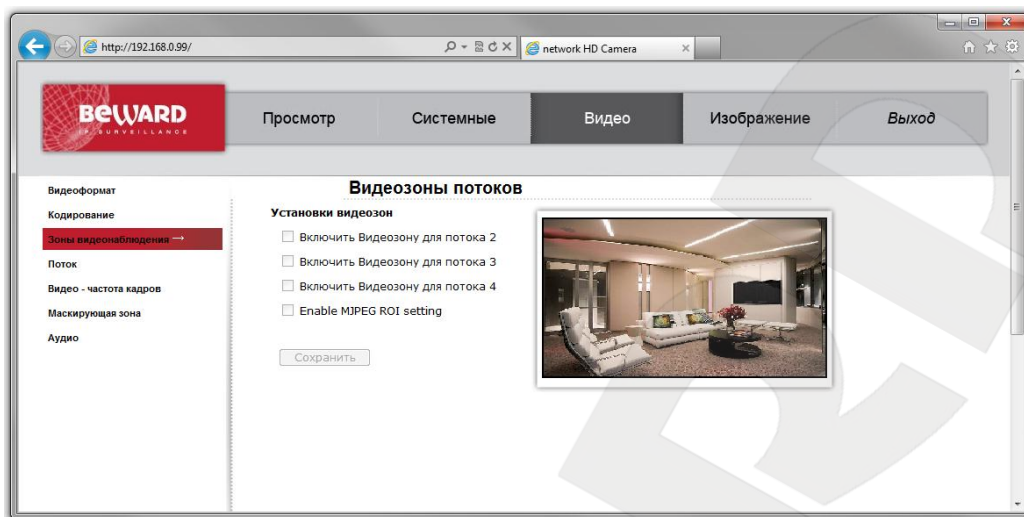 http://192.168.0.99/
network HD Camera
BEWARD
IP SURVEILLANCE
Просмотр
Системные
Видео
Изображение
Выход
Видеоформат
Кодирование
Зоны видеонаблюдения →
Поток
Видео - частота кадров
Маскирующая зона
Аудио
Видеозоны потоков
Установки видеозон
Включить Видеозону для потока 2
Включить Видеозону для потока 3
Включить Видеозону для потока 4
Enable MJPEG ROI setting
Сохранить